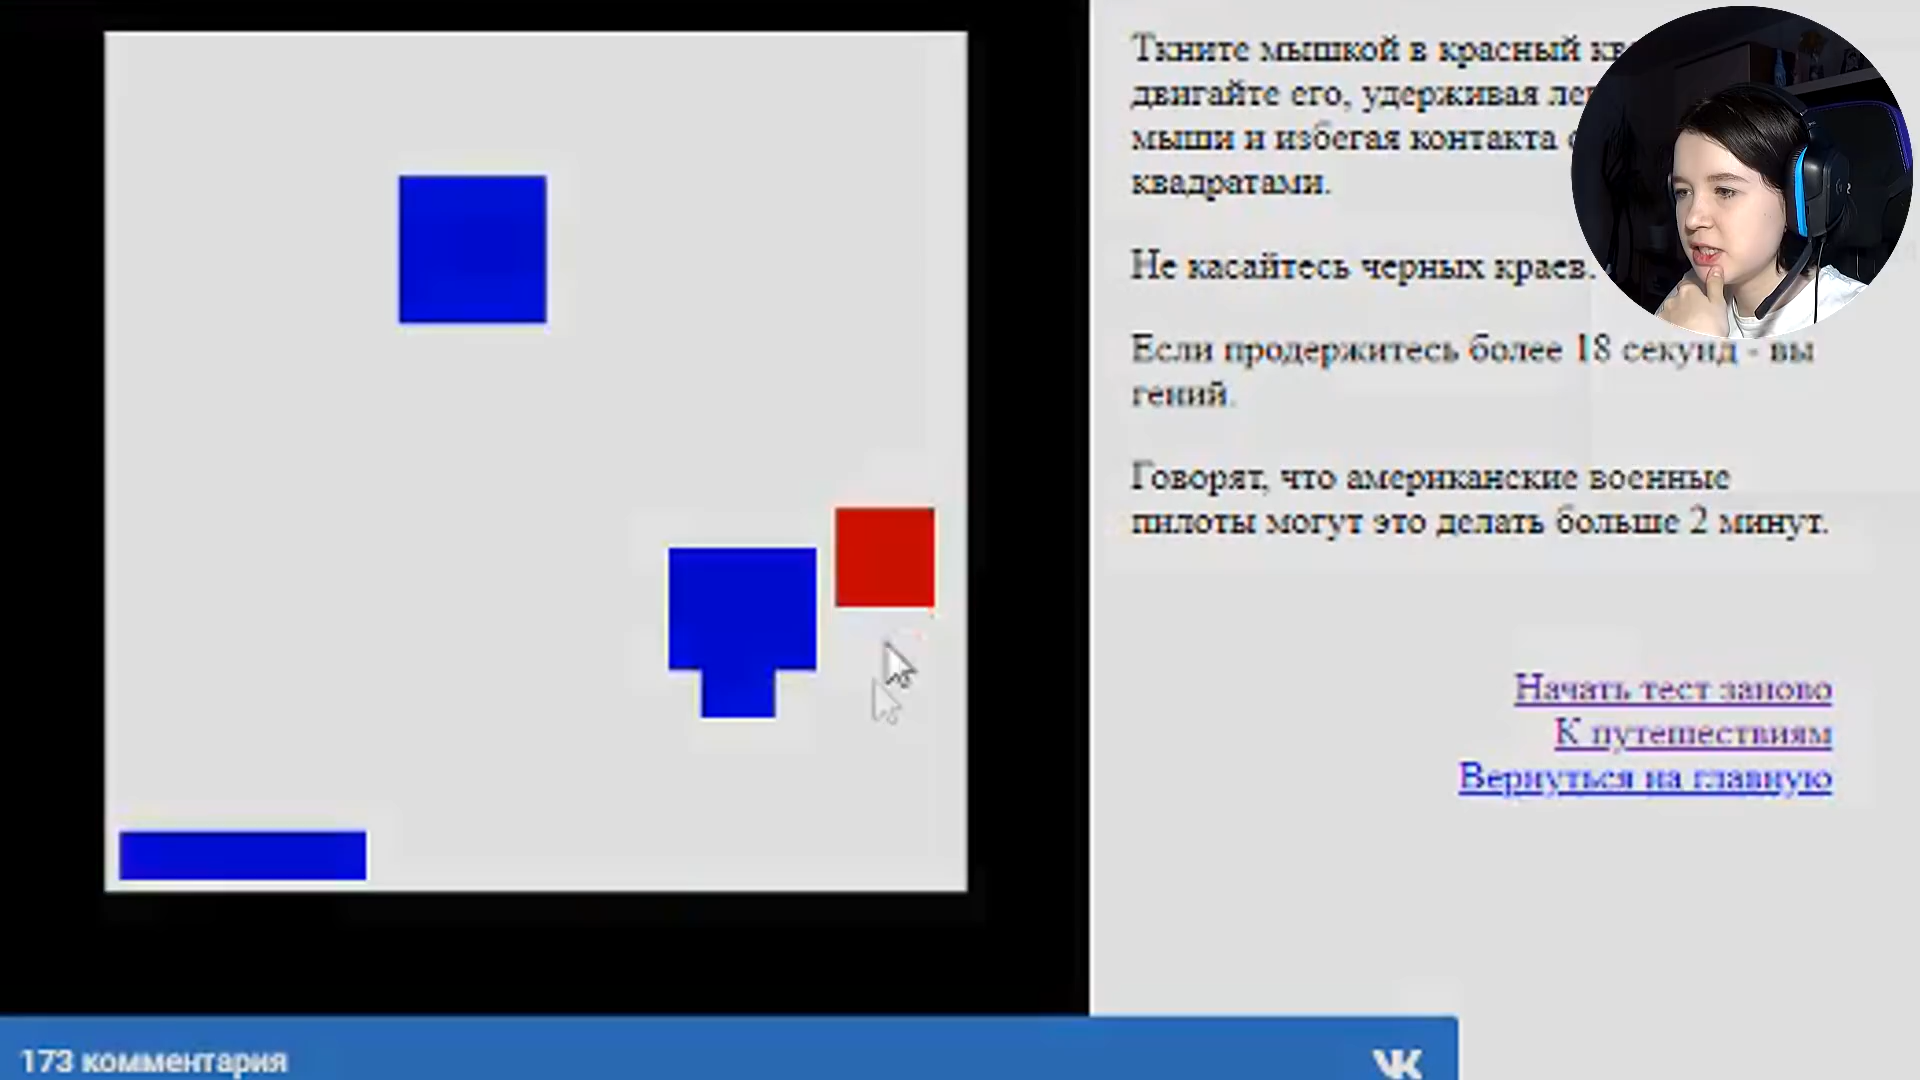 Ткните мышкой в красный
двигайте его, удерживая
мыши и избегая контакта
квадратами.
Не касайтесь черных краев.
Если продержитесь более 18 секунд - вы
гений.
Говорят, что американские военные
пилоты могут это делать больше 2 минут.
Начать тест заново
К путешествиям
Вернуться на главную
173 комментария